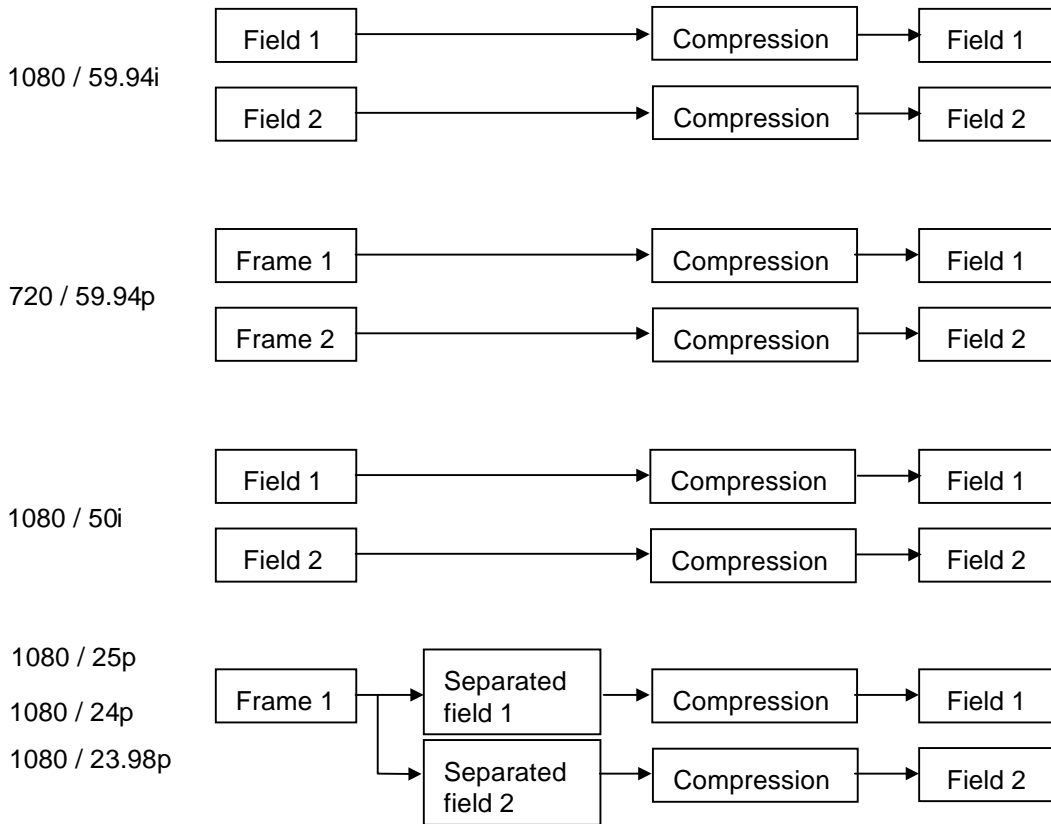 Field 1 Compression Field 1
1080 / 59.94i
Field 2 Compression Field 2
Frame 1 Compression Field 1
720 / 59.94p
Frame 2 Compression Field 2
Field 1 Compression Field 1
1080 / 50i
Field 2 Compression Field 2
1080 / 25p
1080 / 24p
1080 / 23.98p
Frame 1
Separated
field 1
Compression Field 1
Separated
field 2
Compression Field 2